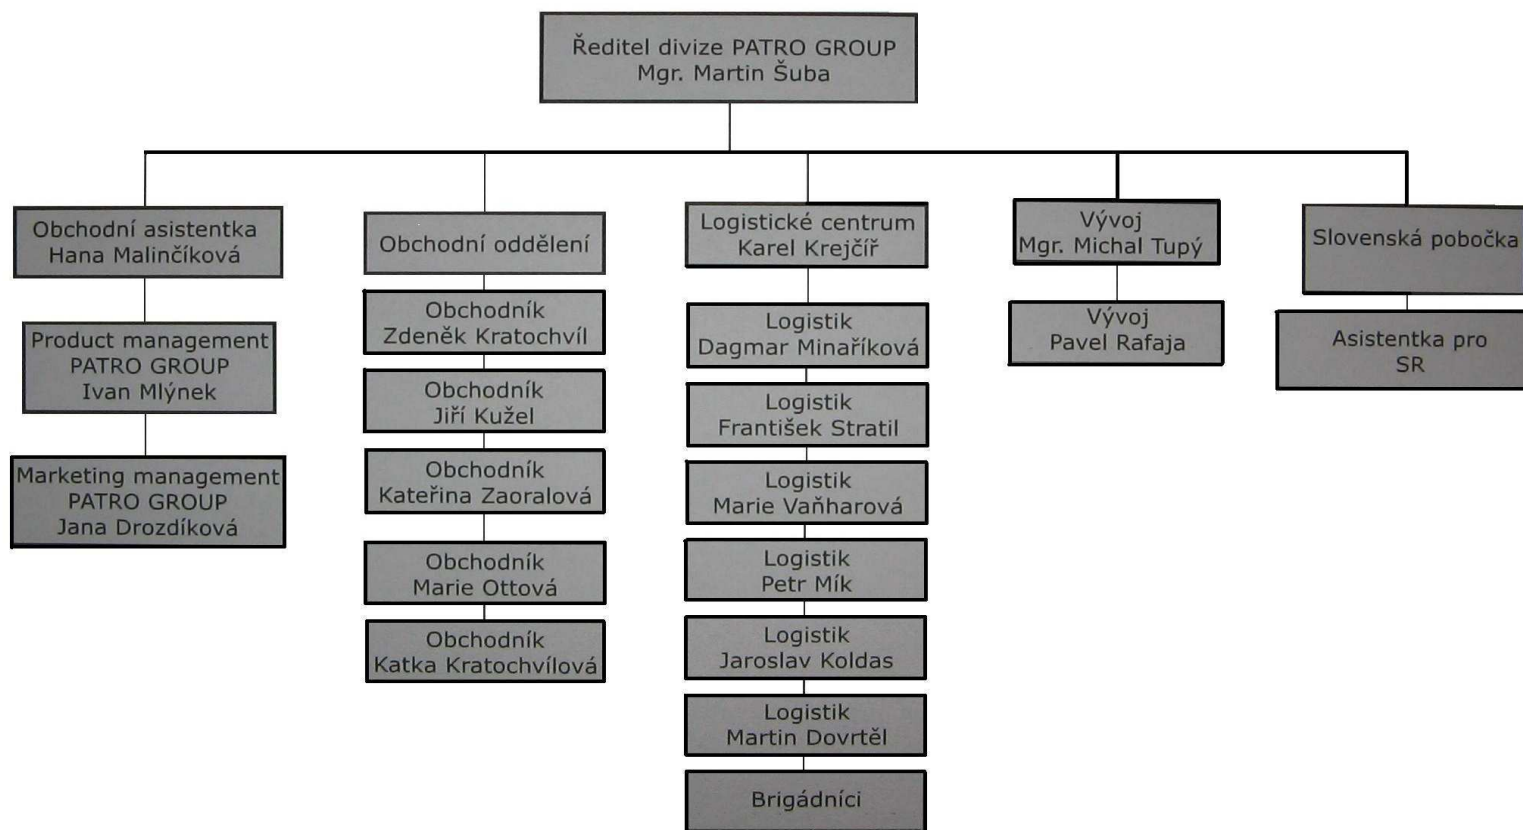 Ředitel divize PATRO GROUP
Mgr. Martin Šuba
Obchodní asistentka
Hana Malinčíková
Product management
PATRO GROUP
Ivan Mlýnek
Marketing management
PATRO GROUP
Jana Drozdíková
Obchodní oddělení
Obchodník
Zdeněk Kratochvíl
Obchodník
Jiří Kužel
Obchodník
Kateřina Zaoralová
Obchodník
Marie Ottová
Obchodník
Katka Kratochvílová
Logistické centrum
Karel Krejčíř
Logistik
Dagmar Minaříková
Logistik
František Stratil
Logistik
Marie Vaňharová
Logistik
Petr Mík
Logistik
Jaroslav Koldas
Logistik
Martin Dovrtěl
Brigádníci
Vývoj
Mgr. Michal Tupý
Vývoj
Pavel Rafaja
Slovenská pobočka
Asistentka pro
SR